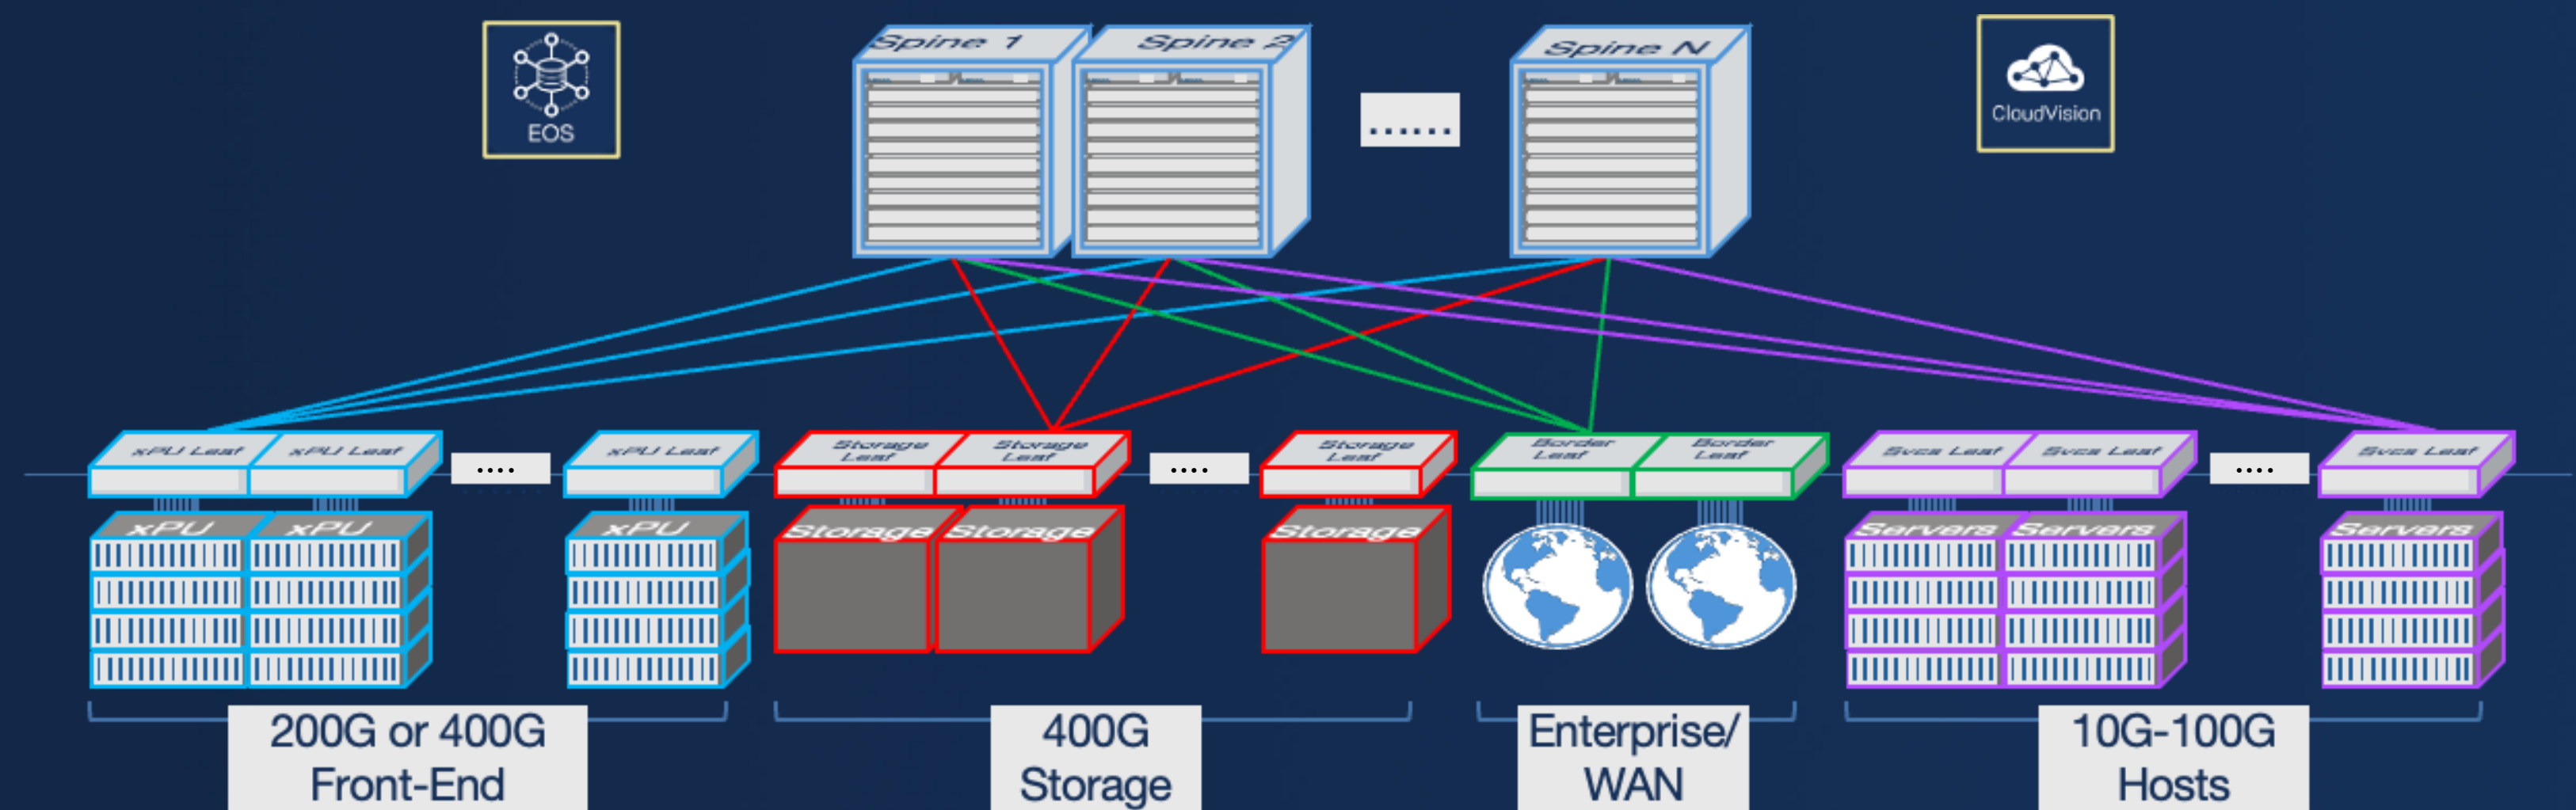 EOS
Spine 1
Spine 2
......
Spine N
CloudVision
xPU Leaf
xPU Leaf
....
xPU Leaf
Storage
Leaf
Storage
Leaf
....
Storage
Leaf
Border
Leaf
Border
Leaf
Svcs Leaf
Svcs Leaf
....
Svcs Leaf
xPU
xPU
xPU
Storage
Storage
Storage
Servers
Servers
Servers
200G or 400G
Front-End
400G
Storage
Enterprise/
WAN
10G-100G
Hosts